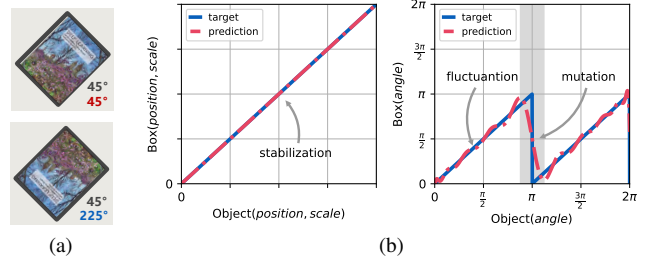 45°
45°
45°
225°
(a)
target
prediction
stabilization
Box(position, scale)
0
0
Object(position, scale)
target
prediction
fluctuantion
mutation
Box(angle)
2π
3π/2
π
π/2
0
0
π/2
π
3π/2
2π
Object(angle)
(b)